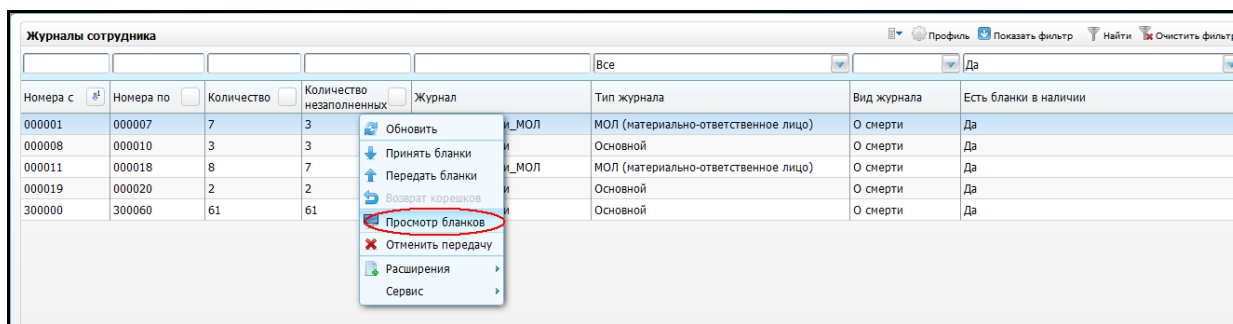 Журналы сотрудника Профиль Показать фильтр Найти Очистить фильтр
Все Да
Номера с Номера по Количество Количество незаполненных Журнал Тип журнала Вид журнала Есть бланки в наличии
000001 000007 7 3 и_МОЛ МОЛ (материально-ответственное лицо) О смерти Да
000008 000010 3 3 и Основной О смерти Да
000011 000018 8 7 и_МОЛ МОЛ (материально-ответственное лицо) О смерти Да
000019 000020 2 2 и Основной О смерти Да
300000 300060 61 61 и Основной О смерти Да
Обновить
Принять бланки
Передать бланки
Возврат корешков
Просмотр бланков
Отменить передачу
Расширения
Сервис